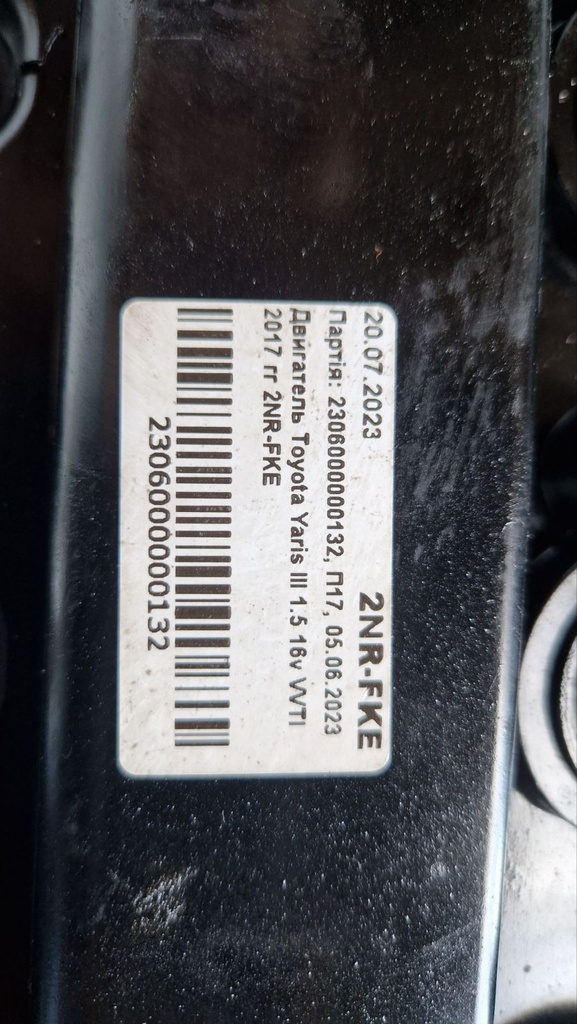 20.07.2023 2NR-FKE
Партія: 2306000000132, П17, 05.06.2023
Двигатель Toyota Yaris III 1.5 16v VVTI
2017 гг 2NR-FKE
2306000000132